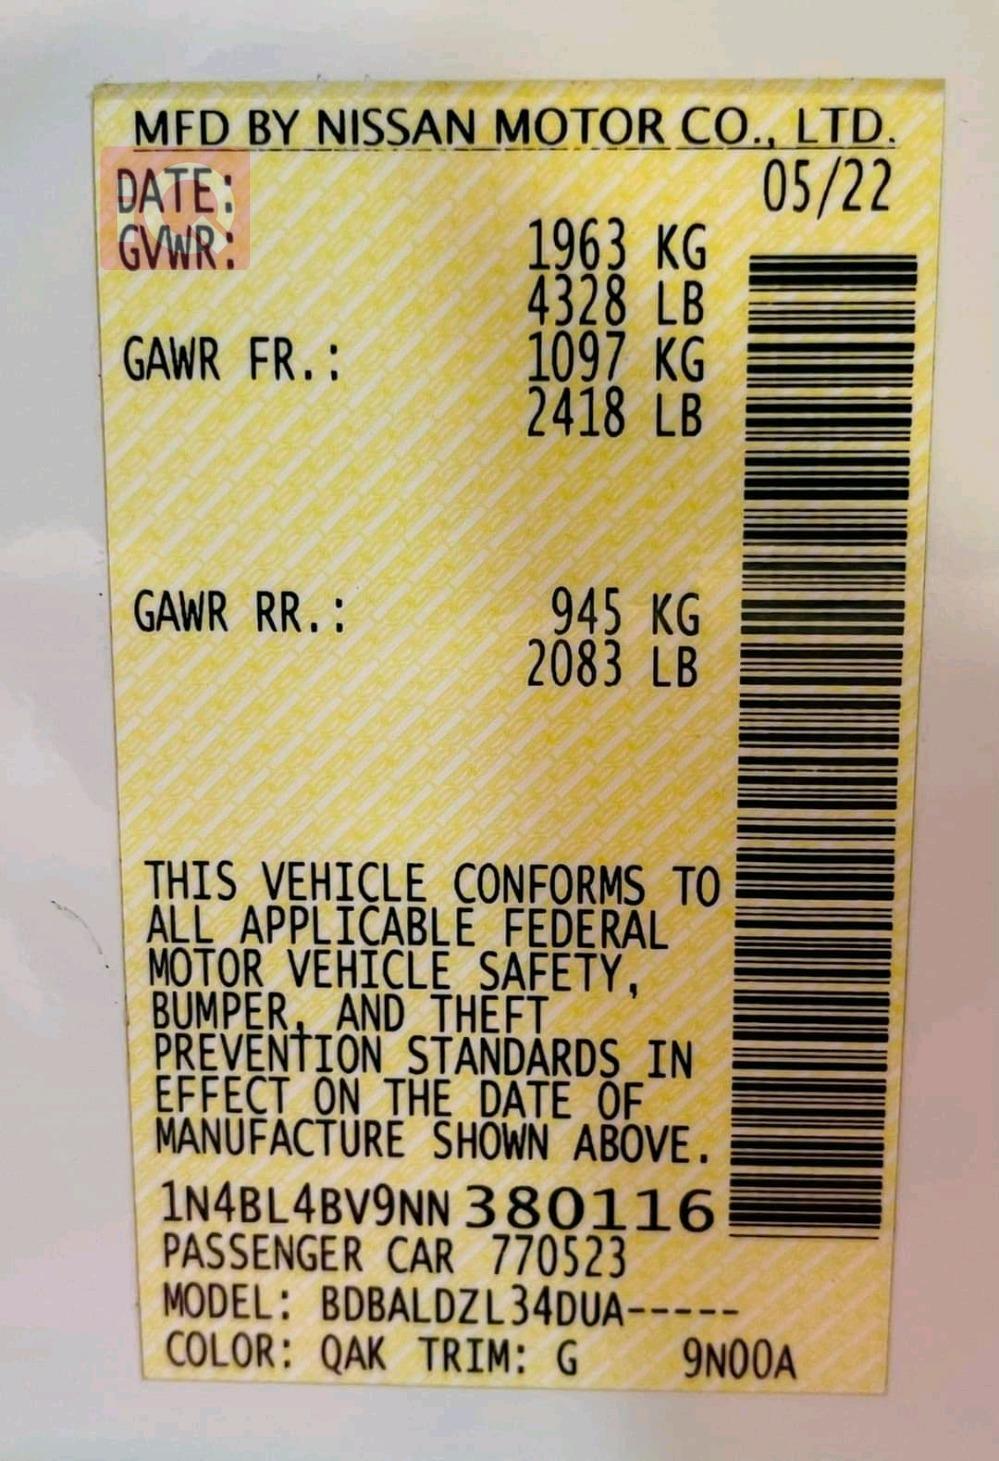 MFD BY NISSAN MOTOR CO., LTD.
DATE: 05/22
GVWR: 1963 KG
4328 LB
GAWR FR.: 1097 KG
2418 LB
GAWR RR.: 945 KG
2083 LB
THIS VEHICLE CONFORMS TO
ALL APPLICABLE FEDERAL
MOTOR VEHICLE SAFETY,
BUMPER, AND THEFT
PREVENTION STANDARDS IN
EFFECT ON THE DATE OF
MANUFACTURE SHOWN ABOVE.
1N4BL4BV9NN380116
PASSENGER CAR 770523
MODEL: BDBALDZL34DUA-----
COLOR: QAK TRIM: G 9N00A